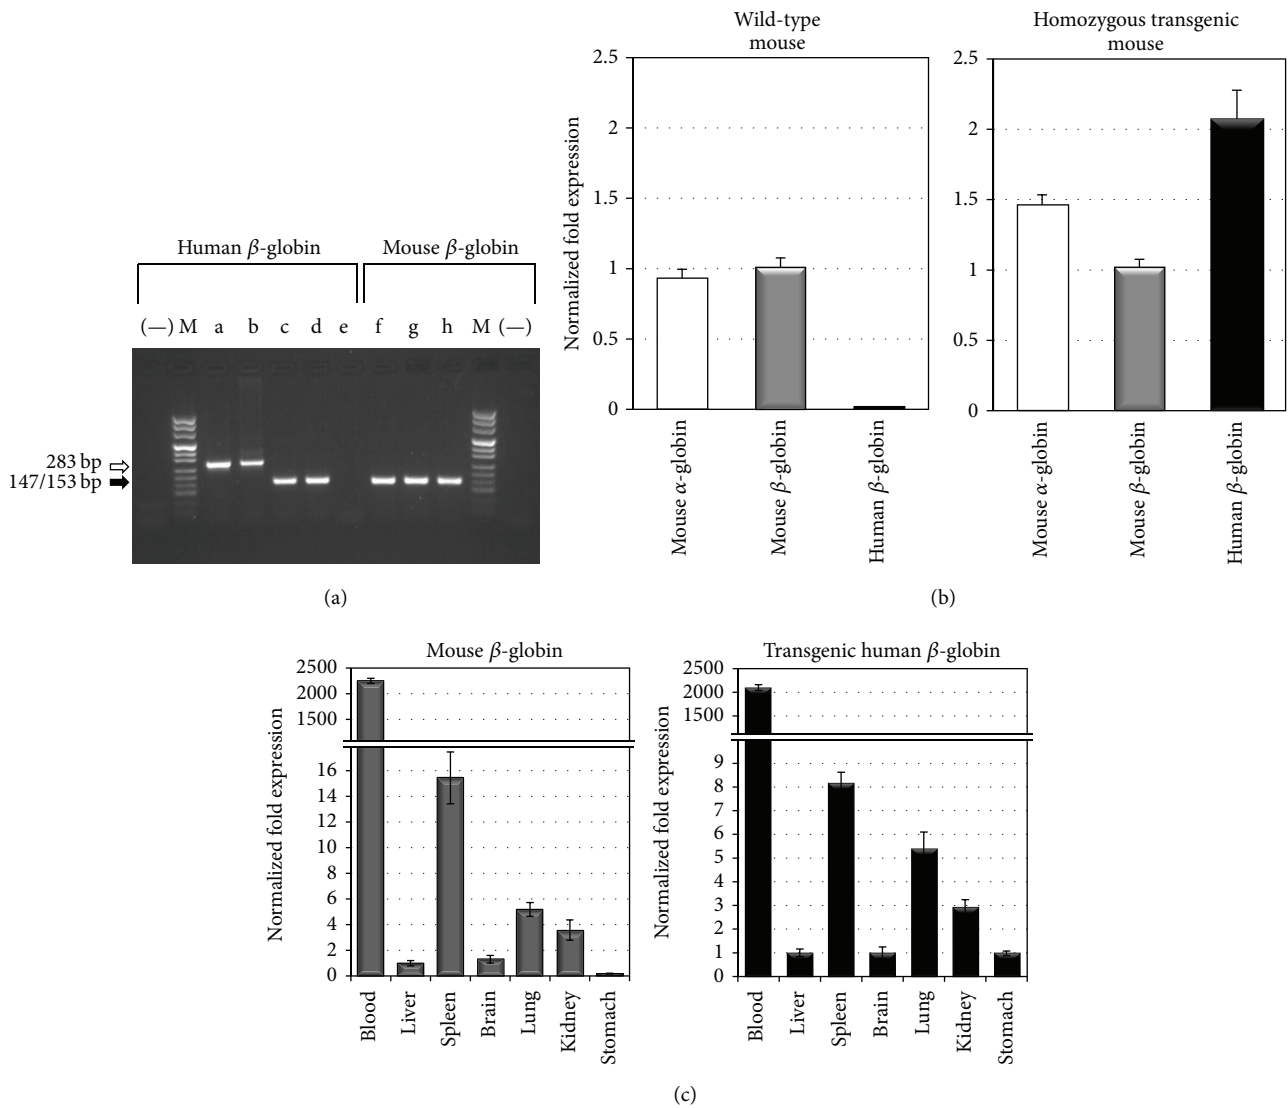 Human β-globin Mouse β-globin
(—) M a b c d e f g h M (—)
283 bp
147/153 bp
(a)
Wild-type
mouse
Normalized fold expression
2.5
2
1.5
1
0.5
0
Mouse α-globin
Mouse β-globin
Human β-globin
Homozygous transgenic
mouse
2.5
2
1.5
1
0.5
0
Mouse α-globin
Mouse β-globin
Human β-globin
(b)
Mouse β-globin
Normalized fold expression
2500
2000
1500
16
14
12
10
8
6
4
2
0
Blood
Liver
Spleen
Brain
Lung
Kidney
Stomach
Transgenic human β-globin
Normalized fold expression
2500
2000
1500
9
8
7
6
5
4
3
2
1
0
Blood
Liver
Spleen
Brain
Lung
Kidney
Stomach
(c)